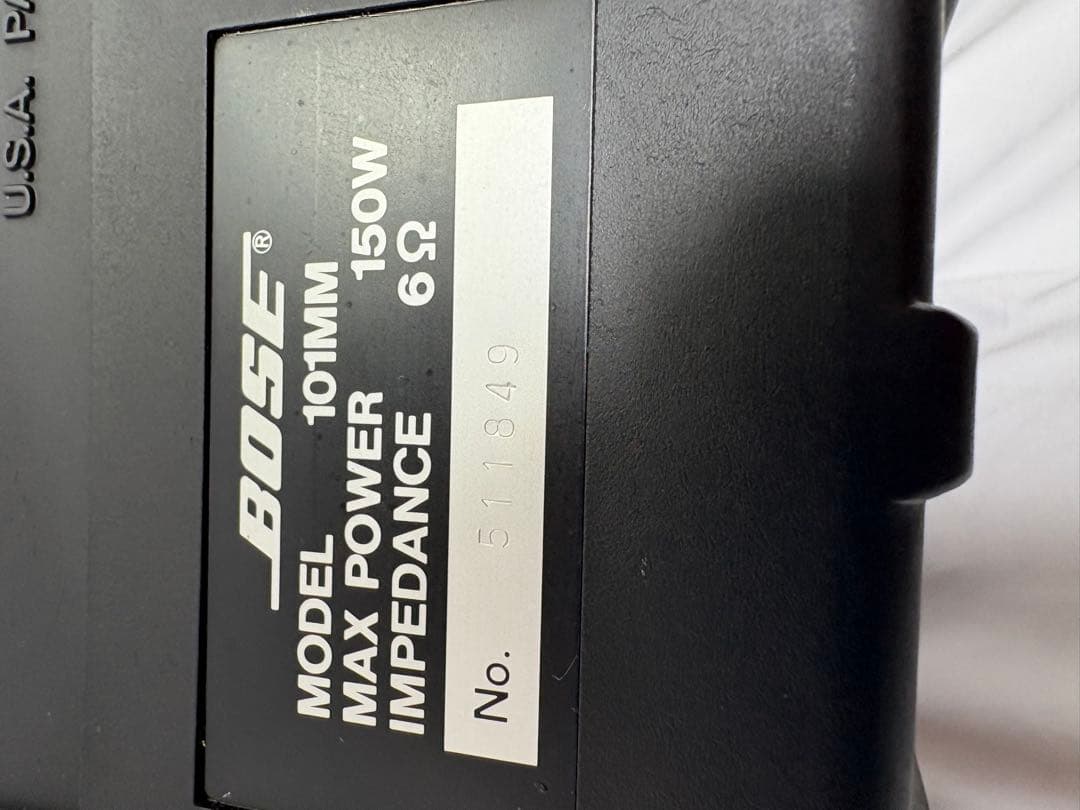 U.S.A.
BOSE®
MODEL 101MM
MAX POWER 150W
IMPEDANCE 6Ω
No. 511849